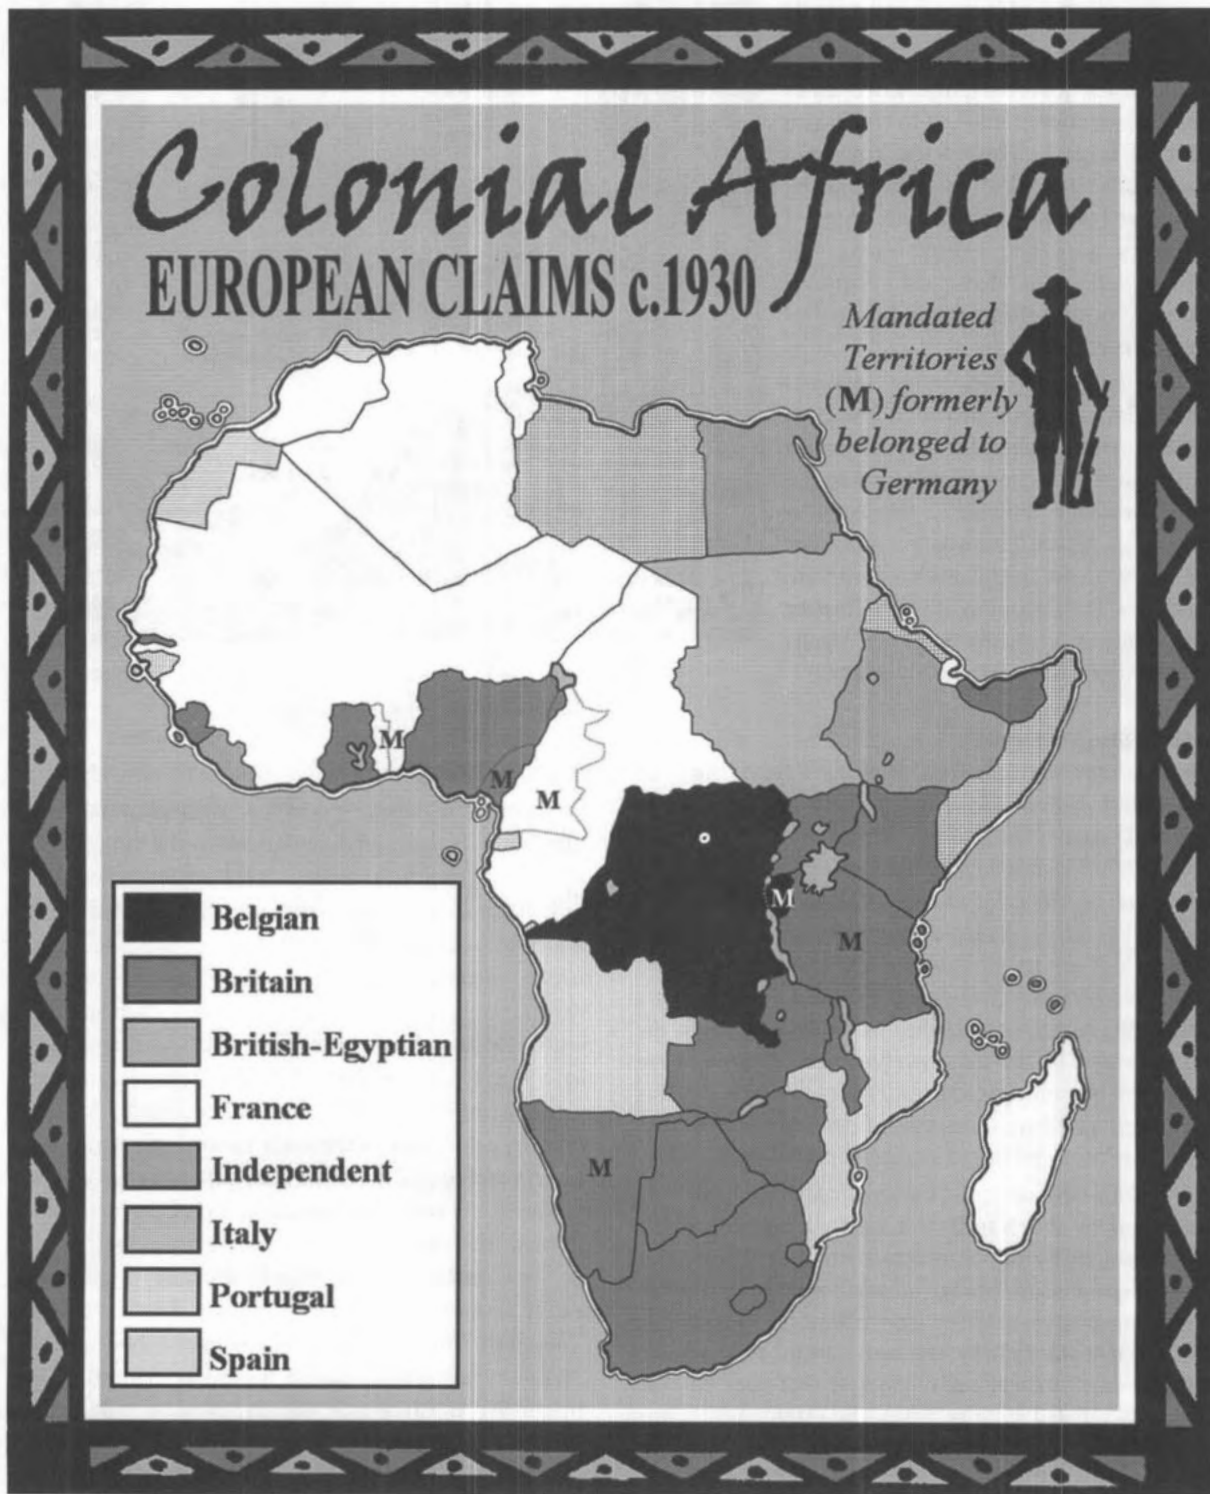 Colonial Africa
EUROPEAN CLAIMS c.1930
Mandated
Territories
(M) formerly
belonged to
Germany
M
M
M
M
M
M
Belgian
Britain
British-Egyptian
France
Independent
Italy
Portugal
Spain